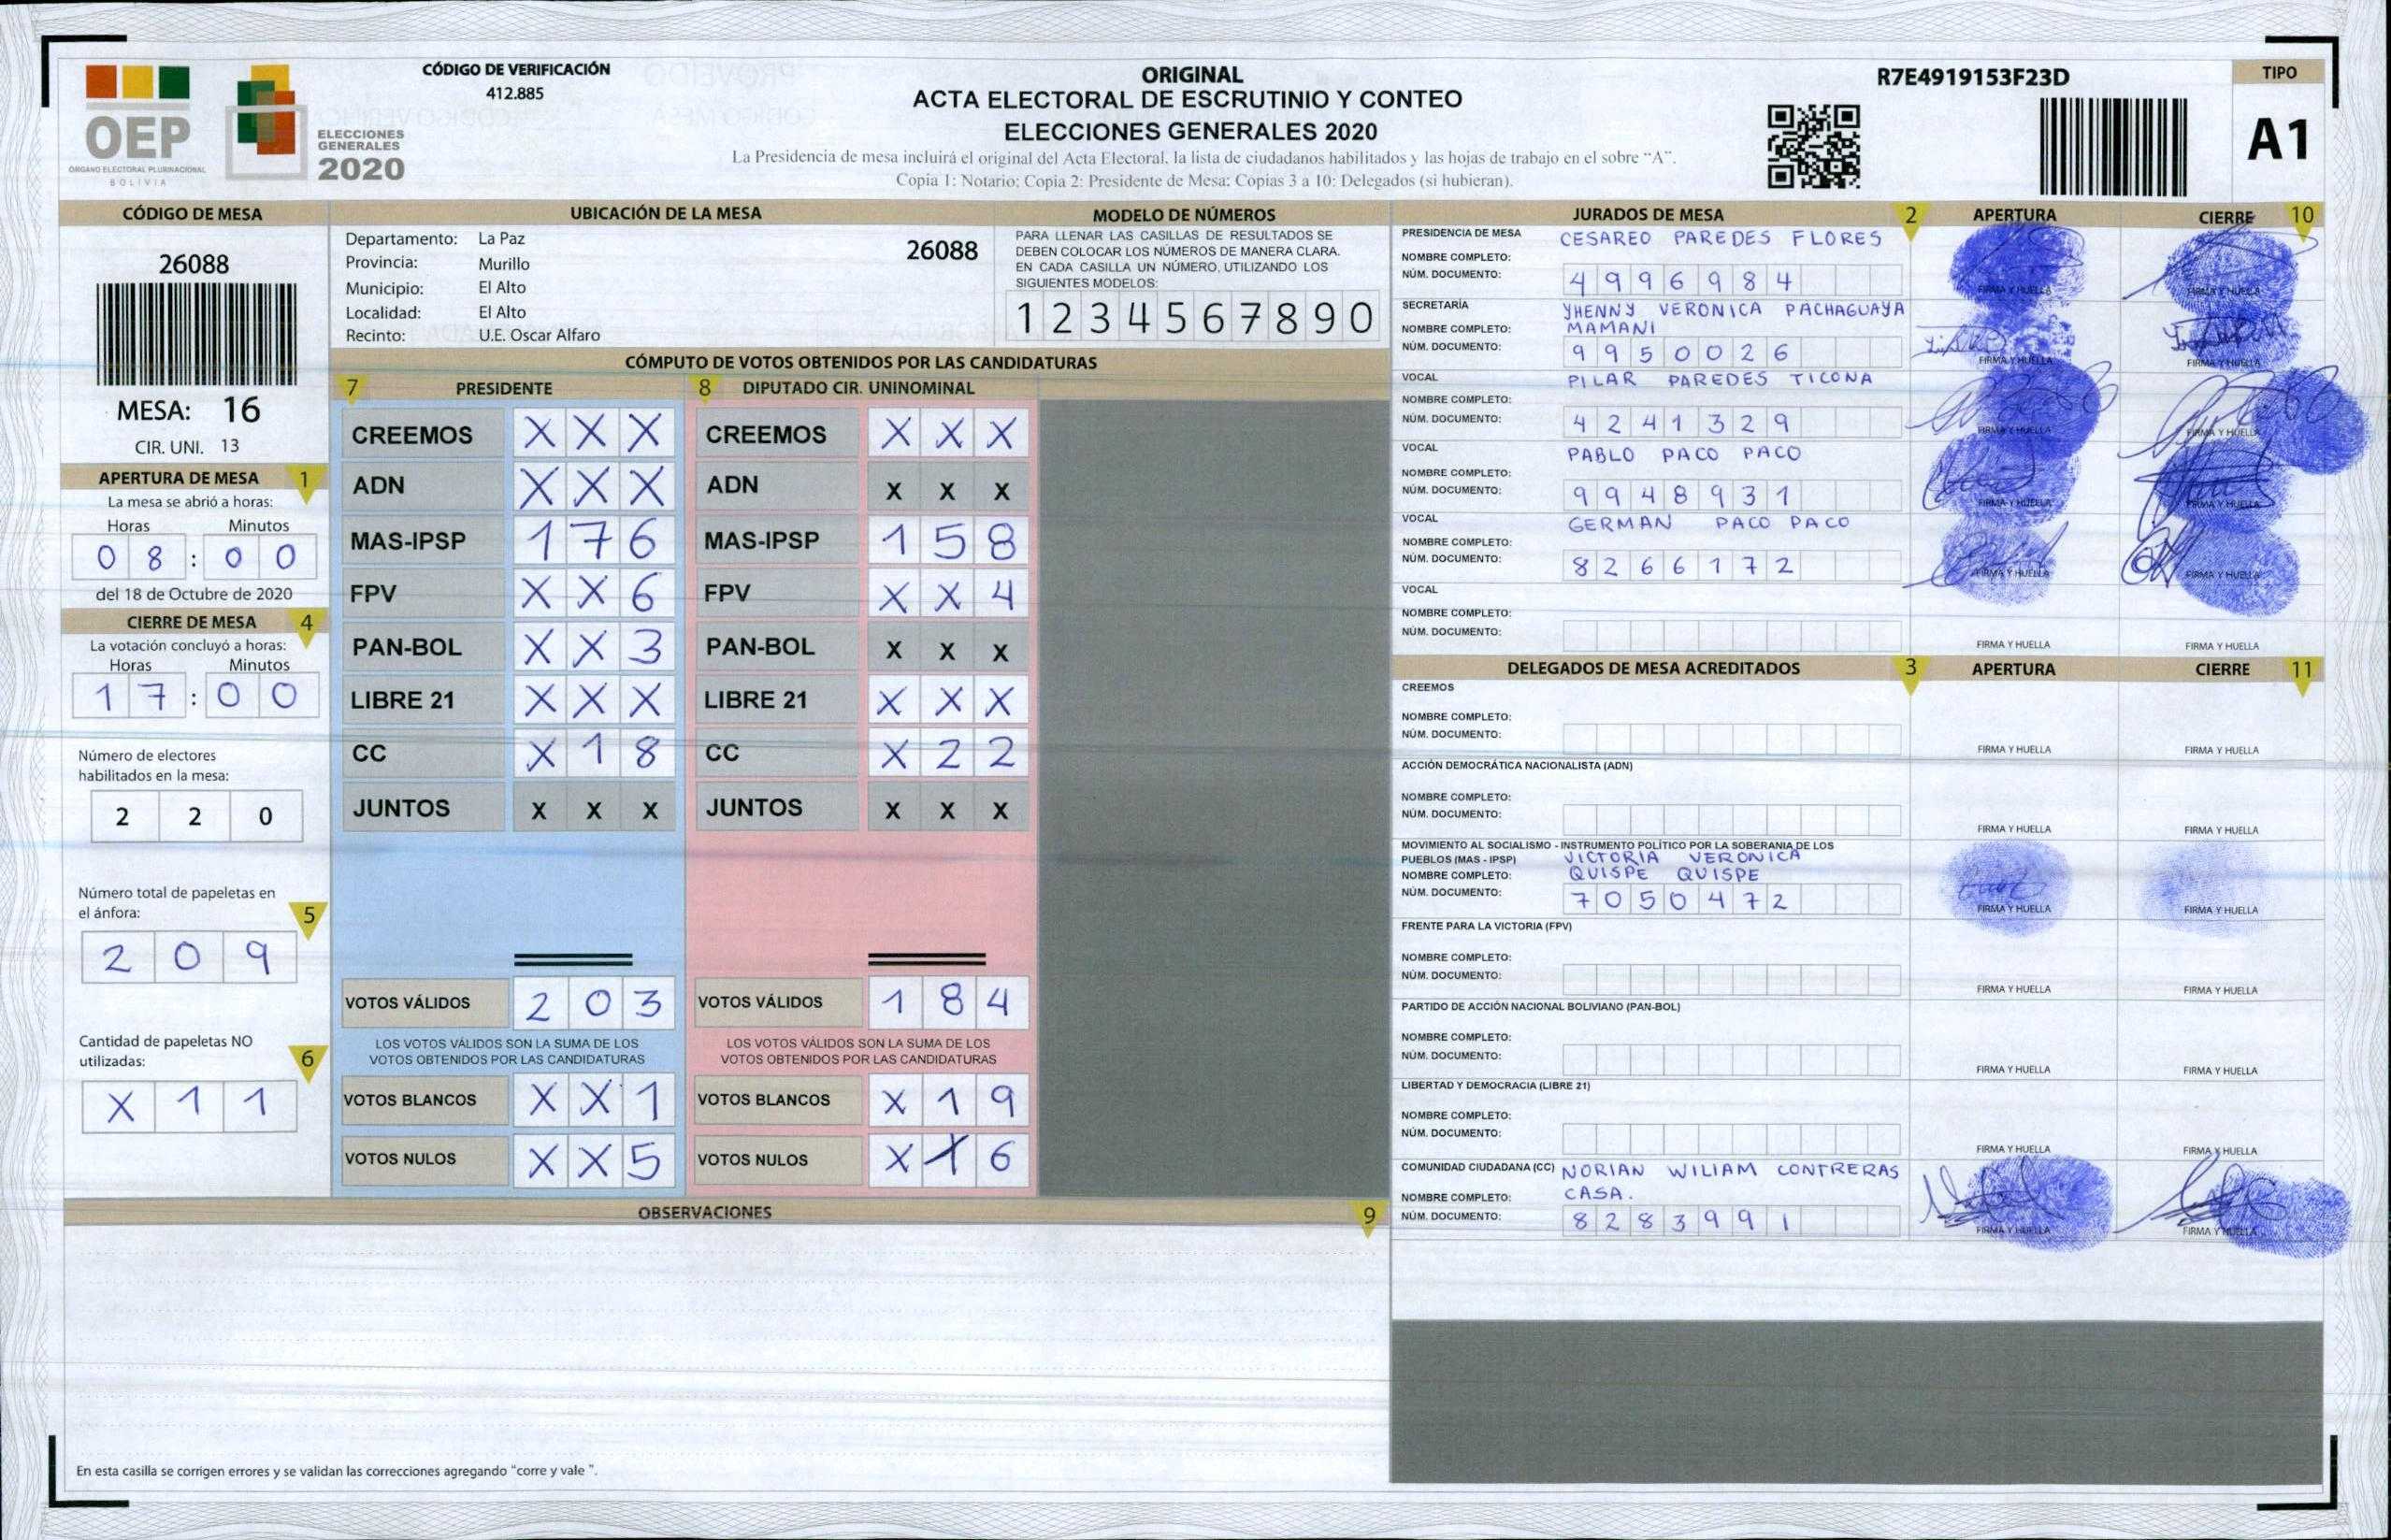 OEP
ÓRGANO ELECTORAL PLURINACIONAL
BOLIVIA
ELECCIONES
GENERALES
2020
CÓDIGO DE VERIFICACIÓN
412.885
ORIGINAL
ACTA ELECTORAL DE ESCRUTINIO Y CONTEO
ELECCIONES GENERALES 2020
La Presidencia de mesa incluirá el original del Acta Electoral, la lista de ciudadanos habilitados y las hojas de trabajo en el sobre “A”.
Copia 1: Notario; Copia 2: Presidente de Mesa; Copias 3 a 10: Delegados (si hubieran).
R7E4919153F23D
TIPO
A1
CÓDIGO DE MESA
26088
MESA: 16
CIR. UNI. 13
APERTURA DE MESA 1
La mesa se abrió a horas:
Horas Minutos
0 8 : 0 0
del 18 de Octubre de 2020
CIERRE DE MESA 4
La votación concluyó a horas:
Horas Minutos
1 7 : 0 0
Número de electores
habilitados en la mesa:
2 2 0
Número total de papeletas en
el ánfora: 5
2 0 9
Cantidad de papeletas NO
utilizadas: 6
X 1 1
UBICACIÓN DE LA MESA
Departamento: La Paz
Provincia: Murillo
Municipio: El Alto
Localidad: El Alto
Recinto: U.E. Oscar Alfaro
26088
MODELO DE NÚMEROS
PARA LLENAR LAS CASILLAS DE RESULTADOS SE
DEBEN COLOCAR LOS NÚMEROS DE MANERA CLARA.
EN CADA CASILLA UN NÚMERO, UTILIZANDO LOS
SIGUIENTES MODELOS:
1 2 3 4 5 6 7 8 9 0
CÓMPUTO DE VOTOS OBTENIDOS POR LAS CANDIDATURAS
7 PRESIDENTE
CREEMOS X X X
ADN X X X
MAS-IPSP 1 7 6
FPV X X 6
PAN-BOL X X 3
LIBRE 21 X X X
CC X 1 8
JUNTOS X X X
VOTOS VÁLIDOS 2 0 3
LOS VOTOS VÁLIDOS SON LA SUMA DE LOS
VOTOS OBTENIDOS POR LAS CANDIDATURAS
VOTOS BLANCOS X X 1
VOTOS NULOS X X 5
8 DIPUTADO CIR. UNINOMINAL
CREEMOS X X X
ADN X X X
MAS-IPSP 1 5 8
FPV X X 4
PAN-BOL X X X
LIBRE 21 X X X
CC X 2 2
JUNTOS X X X
VOTOS VÁLIDOS 1 8 4
LOS VOTOS VÁLIDOS SON LA SUMA DE LOS
VOTOS OBTENIDOS POR LAS CANDIDATURAS
VOTOS BLANCOS X 1 9
VOTOS NULOS X X 6
OBSERVACIONES 9
En esta casilla se corrigen errores y se validan las correcciones agregando “corre y vale ”.
JURADOS DE MESA 2 APERTURA CIERRE 10
PRESIDENCIA DE MESA CESAREO PAREDES FLORES
NOMBRE COMPLETO:
NÚM. DOCUMENTO: 4 9 9 6 9 8 4
FIRMA Y HUELLA FIRMA Y HUELLA
SECRETARÍA YHENNY VERONICA PACHAGUAYA
NOMBRE COMPLETO: MAMANI
NÚM. DOCUMENTO: 9 9 5 0 0 2 6
FIRMA Y HUELLA FIRMA Y HUELLA
VOCAL PILAR PAREDES TICONA
NOMBRE COMPLETO:
NÚM. DOCUMENTO: 4 2 4 1 3 2 9
FIRMA Y HUELLA FIRMA Y HUELLA
VOCAL PABLO PACO PACO
NOMBRE COMPLETO:
NÚM. DOCUMENTO: 9 9 4 8 9 3 1
FIRMA Y HUELLA FIRMA Y HUELLA
VOCAL GERMAN PACO PACO
NOMBRE COMPLETO:
NÚM. DOCUMENTO: 8 2 6 6 1 7 2
FIRMA Y HUELLA FIRMA Y HUELLA
VOCAL
NOMBRE COMPLETO:
NÚM. DOCUMENTO:
FIRMA Y HUELLA FIRMA Y HUELLA
DELEGADOS DE MESA ACREDITADOS 3 APERTURA CIERRE 11
CREEMOS
NOMBRE COMPLETO:
NÚM. DOCUMENTO:
FIRMA Y HUELLA FIRMA Y HUELLA
ACCIÓN DEMOCRÁTICA NACIONALISTA (ADN)
NOMBRE COMPLETO:
NÚM. DOCUMENTO:
FIRMA Y HUELLA FIRMA Y HUELLA
MOVIMIENTO AL SOCIALISMO - INSTRUMENTO POLÍTICO POR LA SOBERANIA DE LOS
PUEBLOS (MAS - IPSP) VICTORIA VERONICA
NOMBRE COMPLETO: QUISPE QUISPE
NÚM. DOCUMENTO: 7 0 5 0 4 7 2
FIRMA Y HUELLA FIRMA Y HUELLA
FRENTE PARA LA VICTORIA (FPV)
NOMBRE COMPLETO:
NÚM. DOCUMENTO:
FIRMA Y HUELLA FIRMA Y HUELLA
PARTIDO DE ACCIÓN NACIONAL BOLIVIANO (PAN-BOL)
NOMBRE COMPLETO:
NÚM. DOCUMENTO:
FIRMA Y HUELLA FIRMA Y HUELLA
LIBERTAD Y DEMOCRACIA (LIBRE 21)
NOMBRE COMPLETO:
NÚM. DOCUMENTO:
FIRMA Y HUELLA FIRMA Y HUELLA
COMUNIDAD CIUDADANA (CC) NORIAN WILIAM CONTRERAS
NOMBRE COMPLETO: CASA.
NÚM. DOCUMENTO: 8 2 8 3 9 9 1
FIRMA Y HUELLA FIRMA Y HUELLA